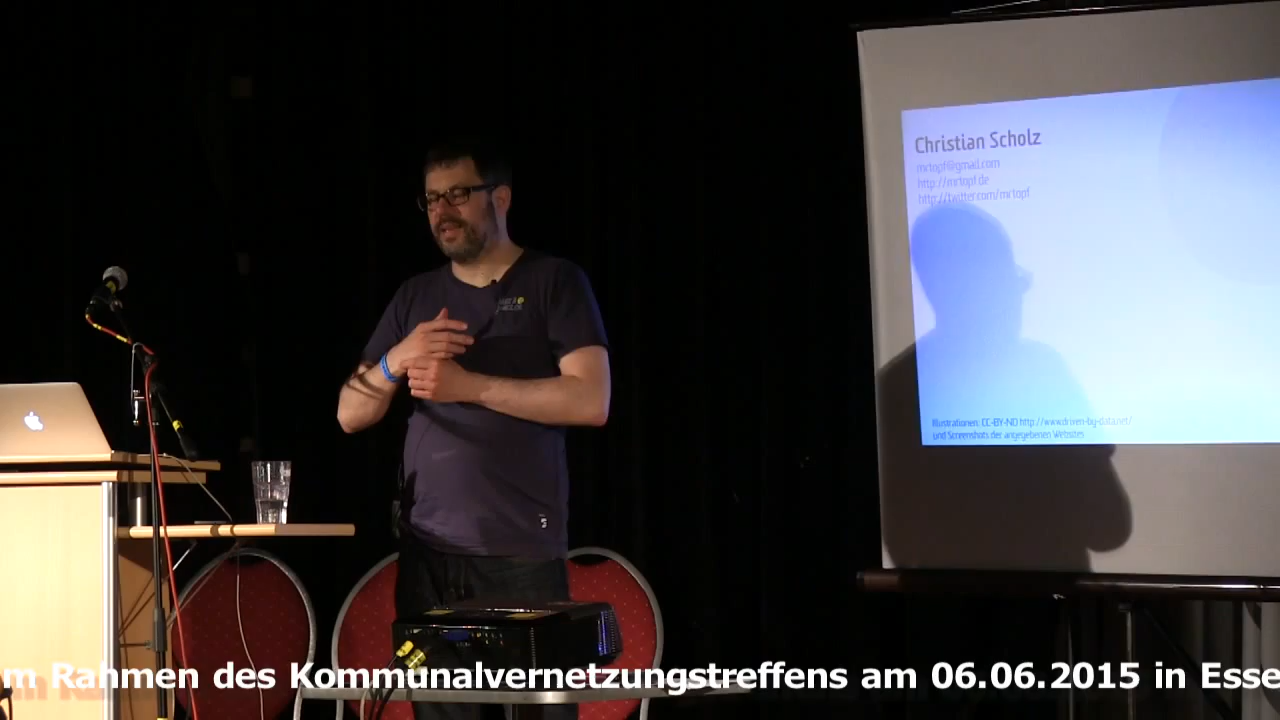 Christian Scholz
mrtopf@gmail.com
http://mrtopf.de
http://twitter.com/mrtopf
Illustrationen: CC-BY-ND http://www.driven-by-data.net/
und Screenshots der angegebenen Websites
m Rahmen des Kommunalvernetzungstreffens am 06.06.2015 in Esse